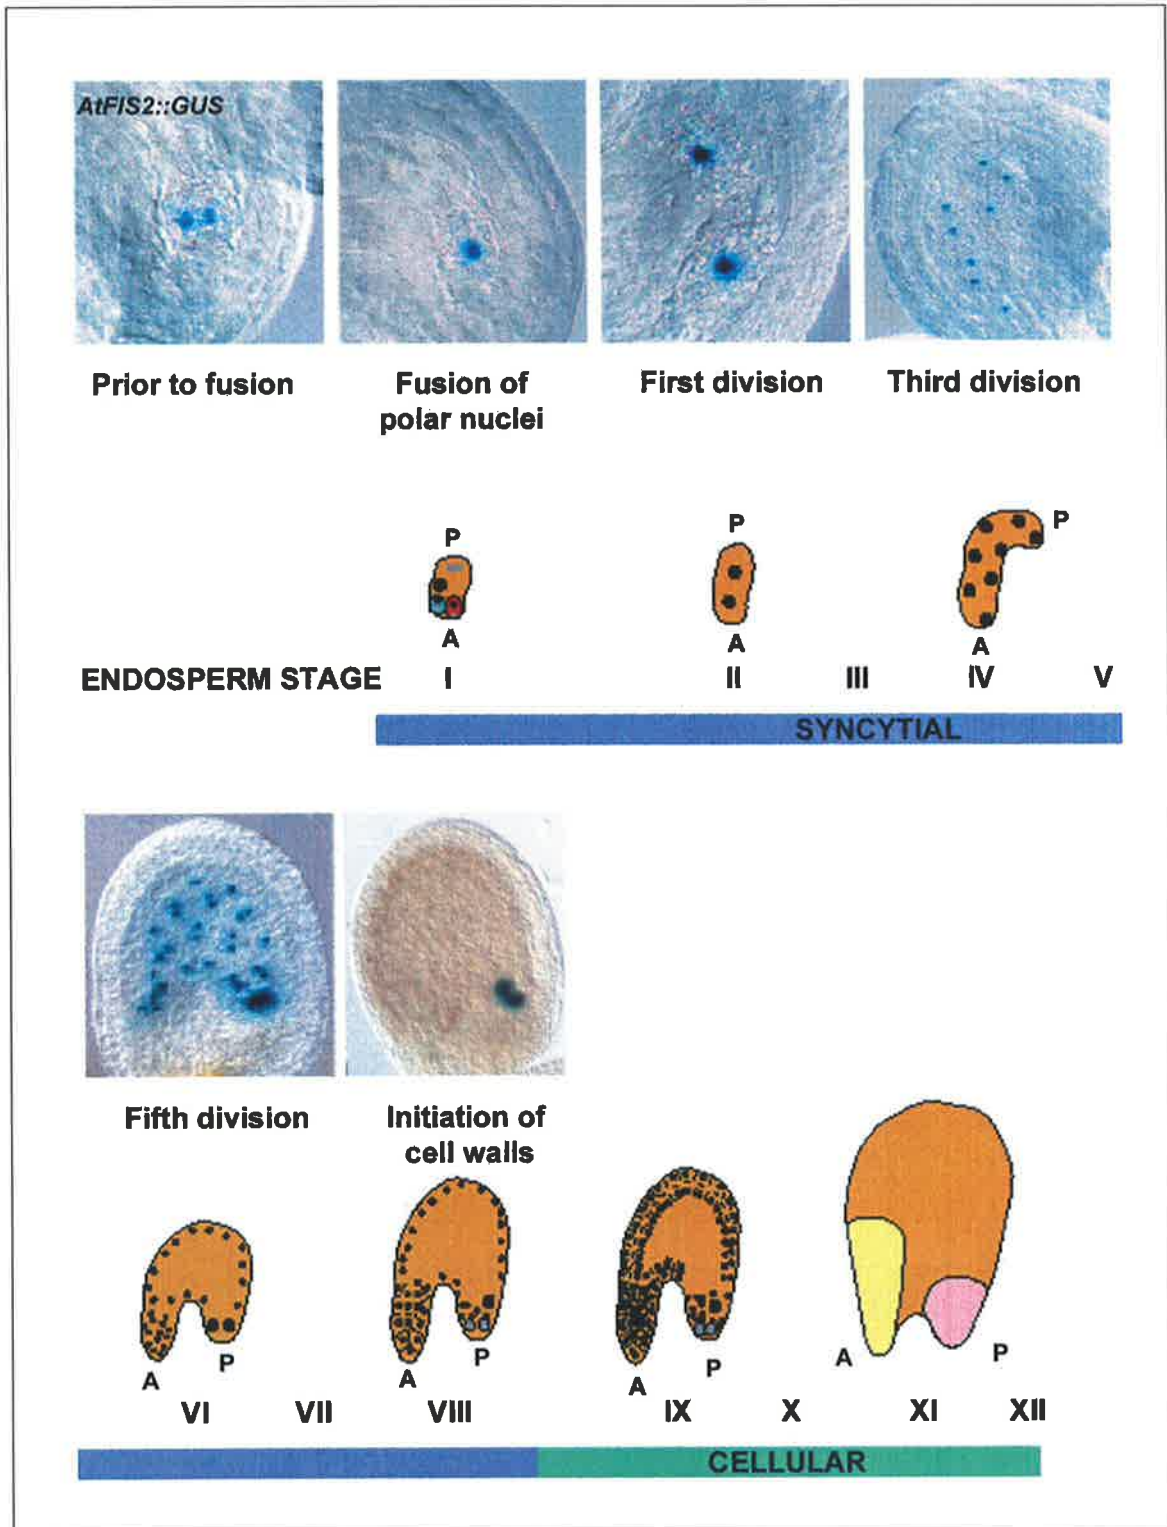 AtFIS2::GUS
Prior to fusion
Fusion of
polar nuclei
First division
Third division
P
P
P
A
A
A
ENDOSPERM STAGE I II III IV V
SYNCYTIAL
Fifth division
Initiation of
cell walls
A
P
A
P
A
P
A
P
VI VII VIII IX X XI XII
CELLULAR